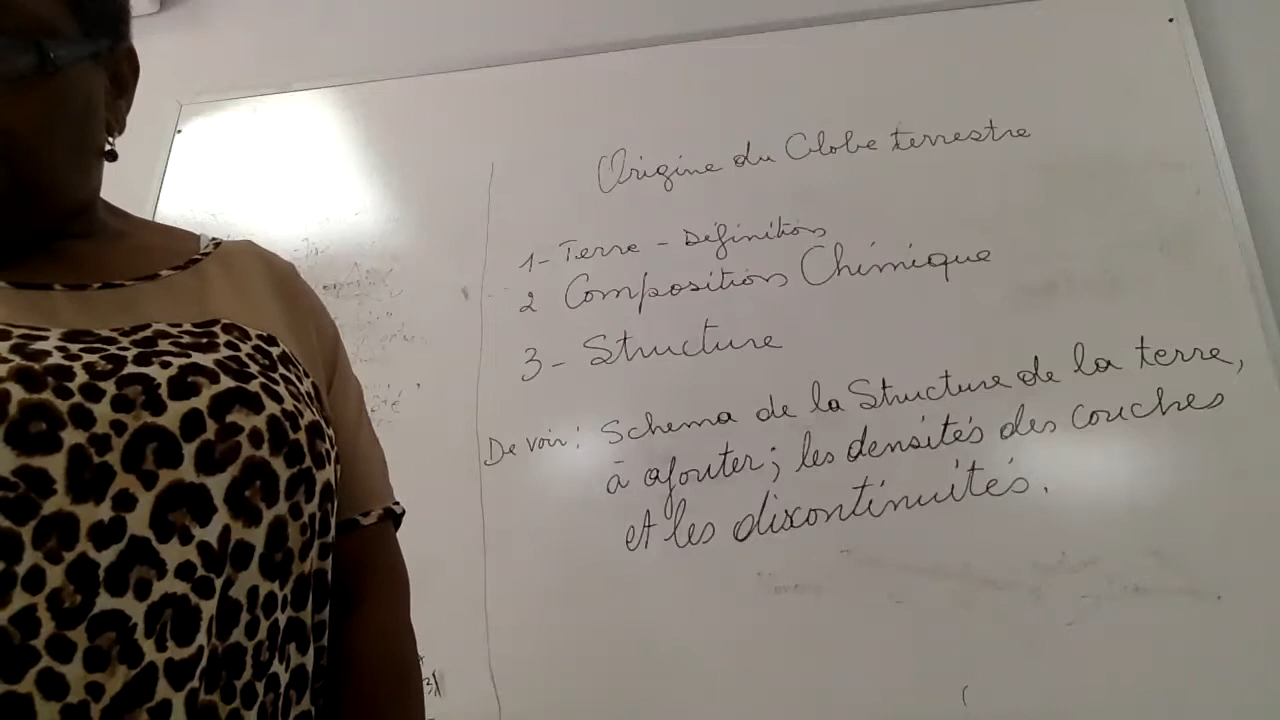 Origine du Globe terrestre
1- Terre - Définition
2 Composition Chimique
3- Structure
Devoir: Schema de la Structure de la terre,
à ajouter; les densités des couches
et les discontinuités.